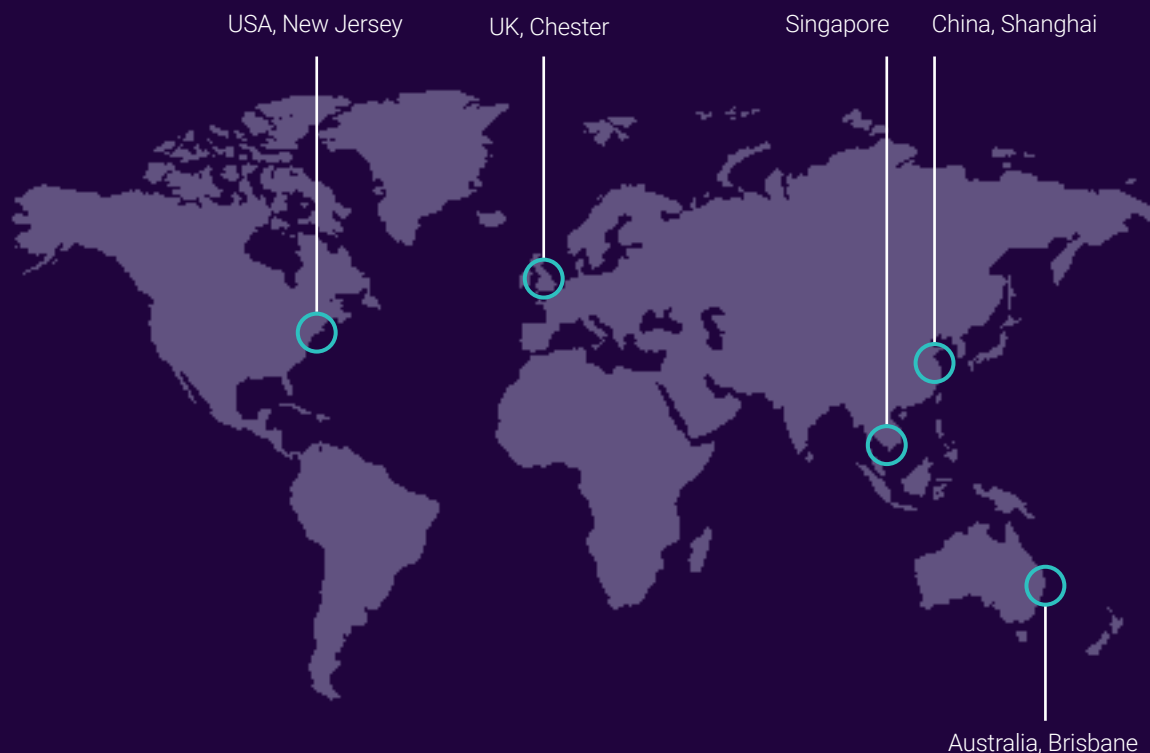 USA, New Jersey
UK, Chester
Singapore
China, Shanghai
Australia, Brisbane